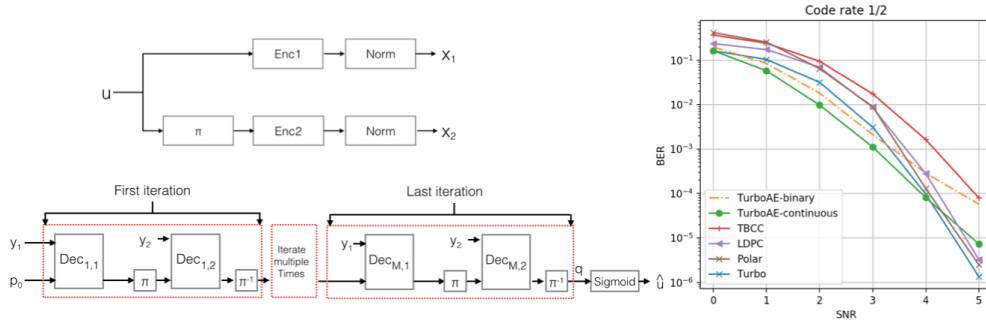 Enc1
Norm
X1
u
π
Enc2
Norm
X2
First iteration
Last iteration
y1
y2
Dec1,1
Dec1,2
p0
π
π-1
Iterate
multiple
Times
y1
y2
DecM,1
DecM,2
π
π-1
q
Sigmoid
û
Code rate 1/2
BER
10−1
10−2
10−3
10−4
10−5
10−6
TurboAE-binary
TurboAE-continuous
TBCC
LDPC
Polar
Turbo
0 1 2 3 4 5
SNR